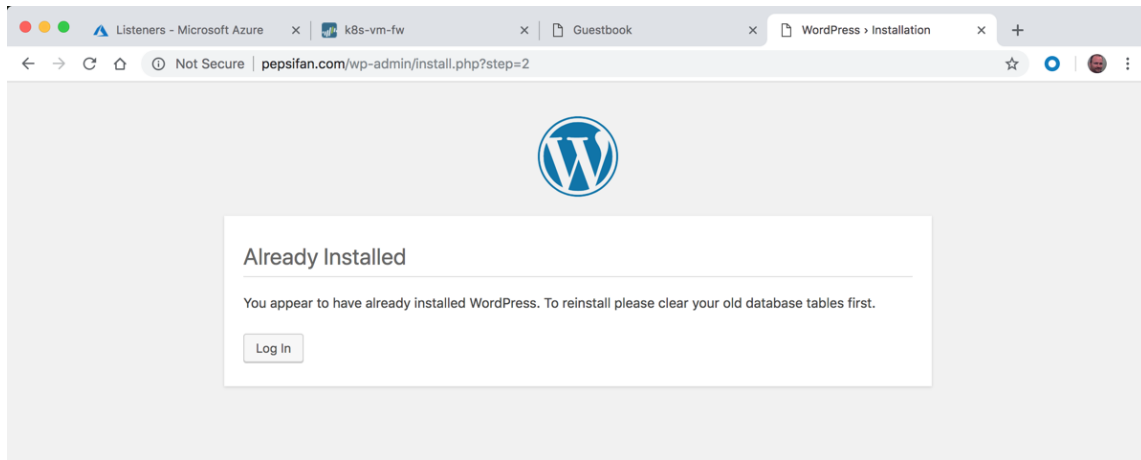 Listeners - Microsoft Azure
k8s-vm-fw
Guestbook
WordPress › Installation
Not Secure | pepsifan.com/wp-admin/install.php?step=2
W
Already Installed
You appear to have already installed WordPress. To reinstall please clear your old database tables first.
Log In